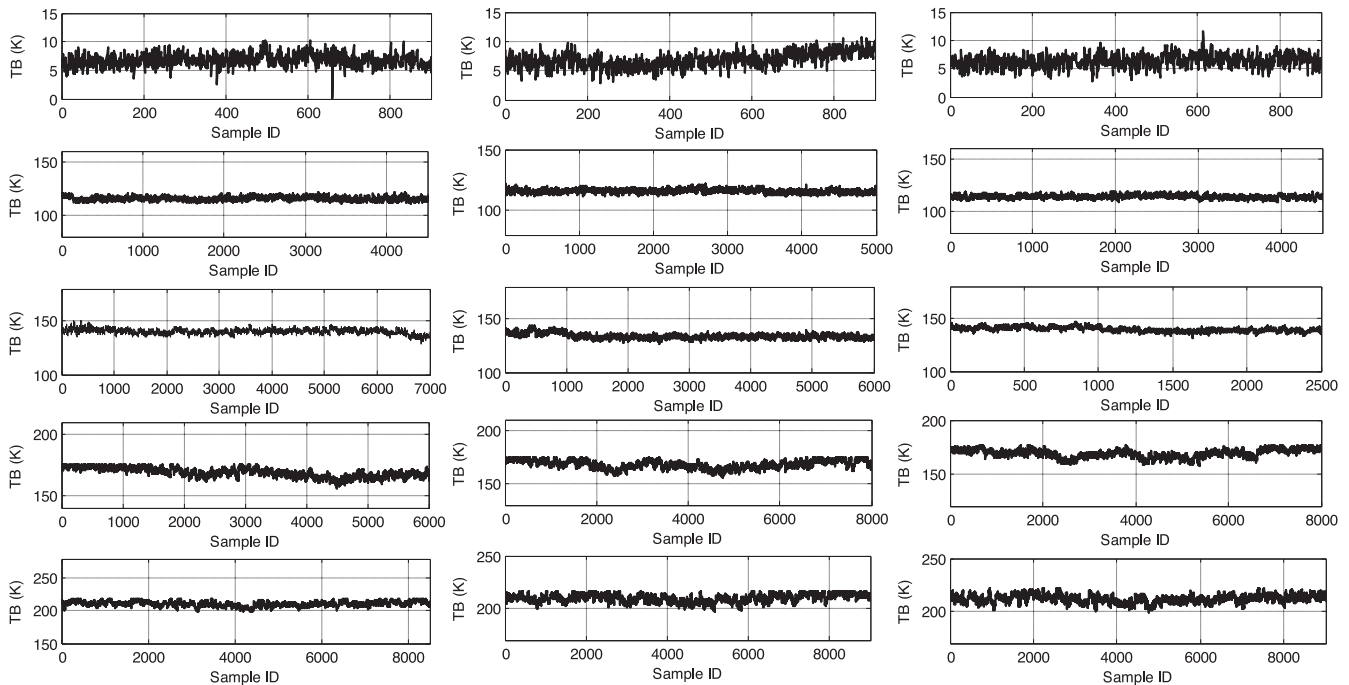 15
10
5
0
TB (K)
0 200 400 600 800
Sample ID
15
10
5
0
TB (K)
0 200 400 600 800
Sample ID
15
10
5
0
TB (K)
0 200 400 600 800
Sample ID
150
100
TB (K)
0 1000 2000 3000 4000
Sample ID
150
100
TB (K)
0 1000 2000 3000 4000 5000
Sample ID
150
100
TB (K)
0 1000 2000 3000 4000
Sample ID
150
100
TB (K)
0 1000 2000 3000 4000 5000 6000 7000
Sample ID
150
100
TB (K)
0 1000 2000 3000 4000 5000 6000
Sample ID
150
100
TB (K)
0 500 1000 1500 2000 2500
Sample ID
200
150
TB (K)
0 1000 2000 3000 4000 5000 6000
Sample ID
200
150
TB (K)
0 2000 4000 6000 8000
Sample ID
200
150
TB (K)
0 2000 4000 6000 8000
Sample ID
250
200
150
TB (K)
0 2000 4000 6000 8000
Sample ID
250
200
TB (K)
0 2000 4000 6000 8000
Sample ID
250
200
TB (K)
0 2000 4000 6000 8000
Sample ID